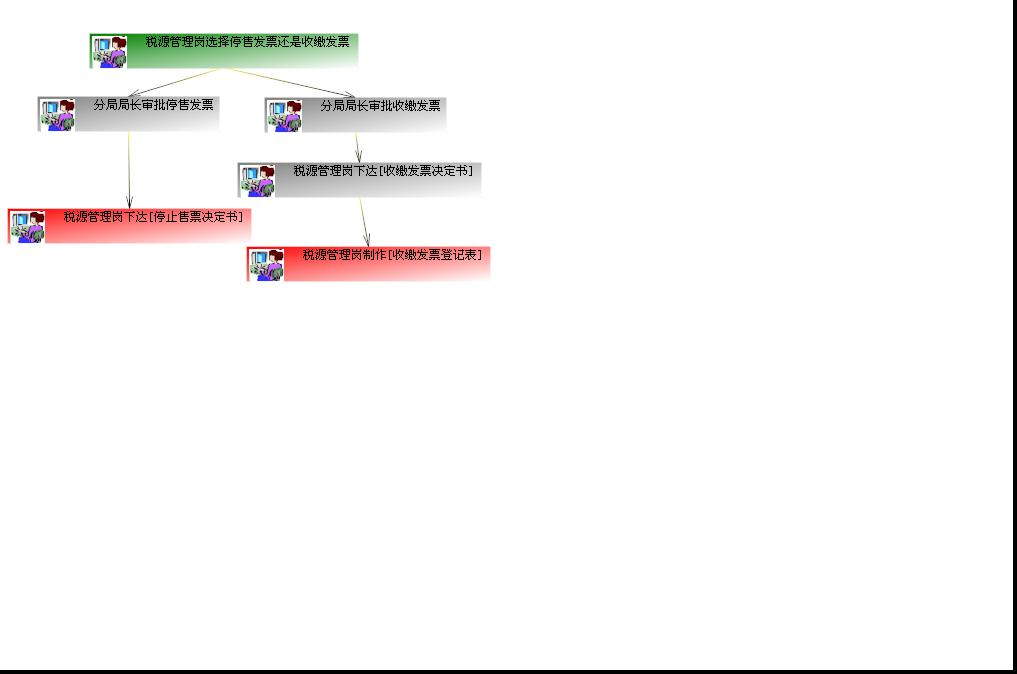 税源管理岗选择停售发票还是收缴发票
分局局长审批停售发票
分局局长审批收缴发票
税源管理岗下达[收缴发票决定书]
税源管理岗下达[停止售票决定书]
税源管理岗制作[收缴发票登记表]